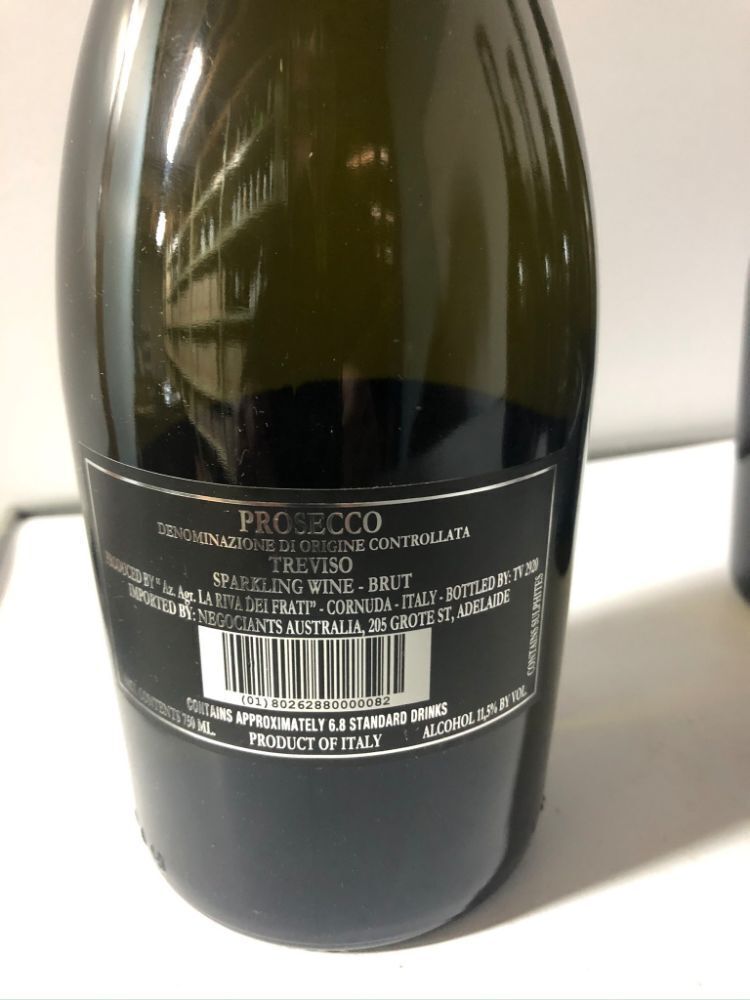 PROSECCO
DENOMINAZIONE DI ORIGINE CONTROLLATA
TREVISO
SPARKLING WINE - BRUT
PRODUCED BY " Az. Agr. LA RIVA DEI FRATI" - CORNUDA - ITALY - BOTTLED BY: TV 2920
IMPORTED BY: NEGOCIANTS AUSTRALIA, 205 GROTE ST, ADELAIDE
CONTAINS SULPHITES
(01)80262880000082
CONTAINS APPROXIMATELY 6.8 STANDARD DRINKS
CONTENTS 750 ML.
PRODUCT OF ITALY
ALCOHOL 11,5% BY VOL.